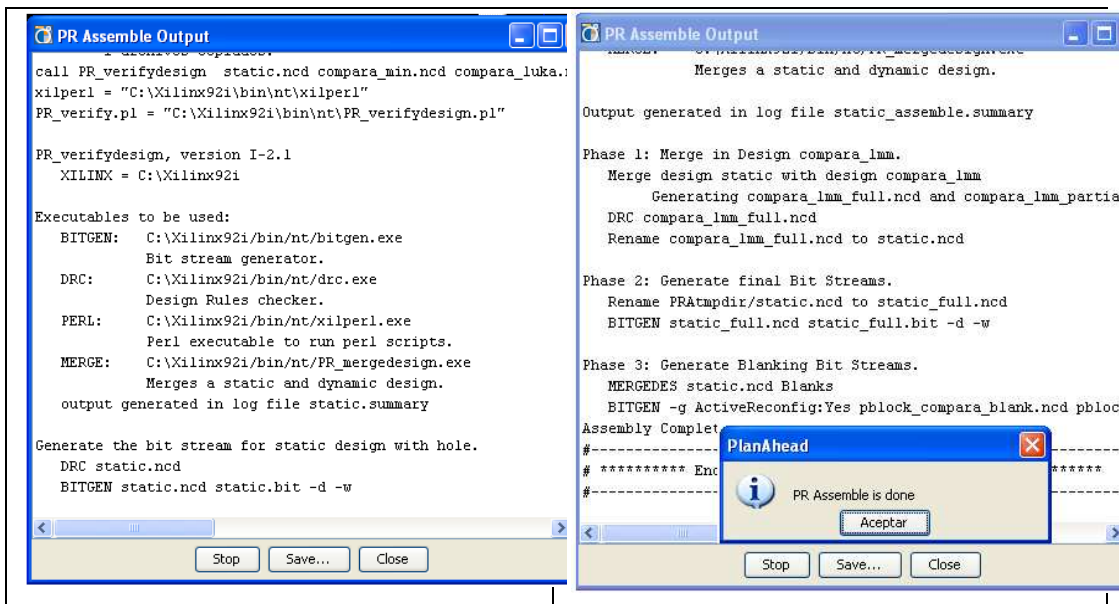 PR Assemble Output
1 archivos copiados.
call PR_verifydesign static.ncd compara_min.ncd compara_luka.
xilperl = "C:\Xilinx92i\bin\nt\xilperl"
PR_verify.pl = "C:\Xilinx92i\bin\nt\PR_verifydesign.pl"
PR_verifydesign, version I-2.1
XILINX = C:\Xilinx92i
Executables to be used:
BITGEN: C:\Xilinx92i/bin/nt/bitgen.exe
Bit stream generator.
DRC: C:\Xilinx92i/bin/nt/drc.exe
Design Rules checker.
PERL: C:\Xilinx92i/bin/nt/xilperl.exe
Perl executable to run perl scripts.
MERGE: C:\Xilinx92i/bin/nt/PR_mergedesign.exe
Merges a static and dynamic design.
output generated in log file static.summary
Generate the bit stream for static design with hole.
DRC static.ncd
BITGEN static.ncd static.bit -d -w
Stop Save... Close
PR Assemble Output
MERGE: C:\Xilinx92i/bin/nt/PR_mergedesign.exe
Merges a static and dynamic design.
Output generated in log file static_assemble.summary
Phase 1: Merge in Design compara_lmm.
Merge design static with design compara_lmm
Generating compara_lmm_full.ncd and compara_lmm_partia
DRC compara_lmm_full.ncd
Rename compara_lmm_full.ncd to static.ncd
Phase 2: Generate final Bit Streams.
Rename PRAtmpdir/static.ncd to static_full.ncd
BITGEN static_full.ncd static_full.bit -d -w
Phase 3: Generate Blanking Bit Streams.
MERGEDES static.ncd Blanks
BITGEN -g ActiveReconfig:Yes pblock_compara_blank.ncd pbloc
Assembly Complet
#----------------
# ********** Enc ******
#----------------
PlanAhead
PR Assemble is done
Aceptar
Stop Save... Close